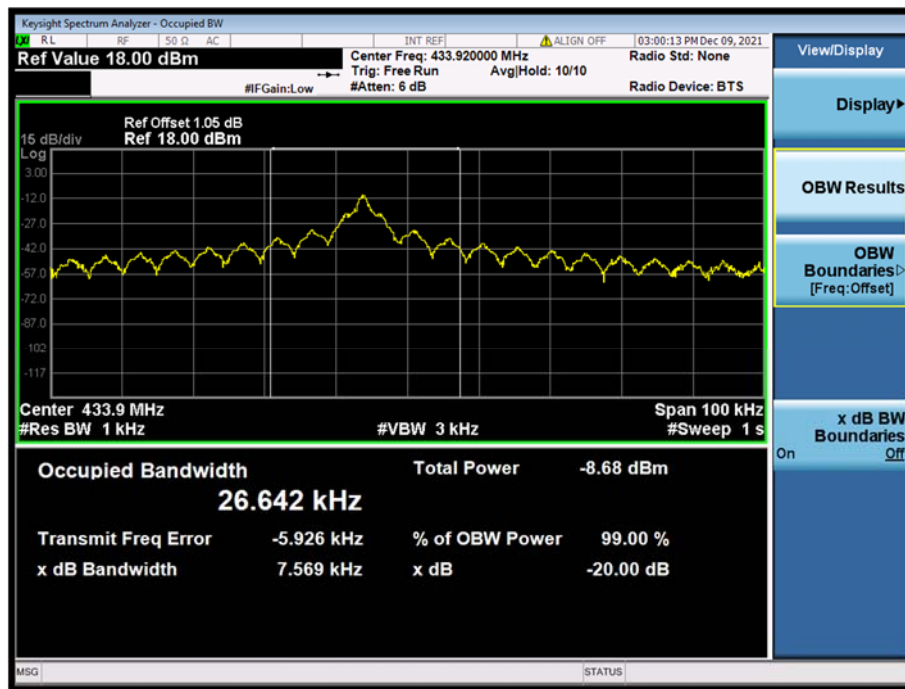 Keysight Spectrum Analyzer - Occupied BW
RL RF 50 Ω AC INT REF ALIGN OFF 03:00:13 PM Dec 09, 2021
Ref Value 18.00 dBm
Center Freq: 433.920000 MHz
Radio Std: None
Trig: Free Run Avg|Hold: 10/10
#IFGain:Low #Atten: 6 dB Radio Device: BTS
Ref Offset 1.05 dB
15 dB/div Ref 18.00 dBm
Log
3.00
-12.0
-27.0
-42.0
-57.0
-72.0
-87.0
-102
-117
Center 433.9 MHz Span 100 kHz
#Res BW 1 kHz #VBW 3 kHz #Sweep 1 s
Occupied Bandwidth Total Power -8.68 dBm
26.642 kHz
Transmit Freq Error -5.926 kHz % of OBW Power 99.00 %
x dB Bandwidth 7.569 kHz x dB -20.00 dB
MSG STATUS
View/Display
Display
OBW Results
OBW
Boundaries
[Freq:Offset]
x dB BW
Boundaries
On Off